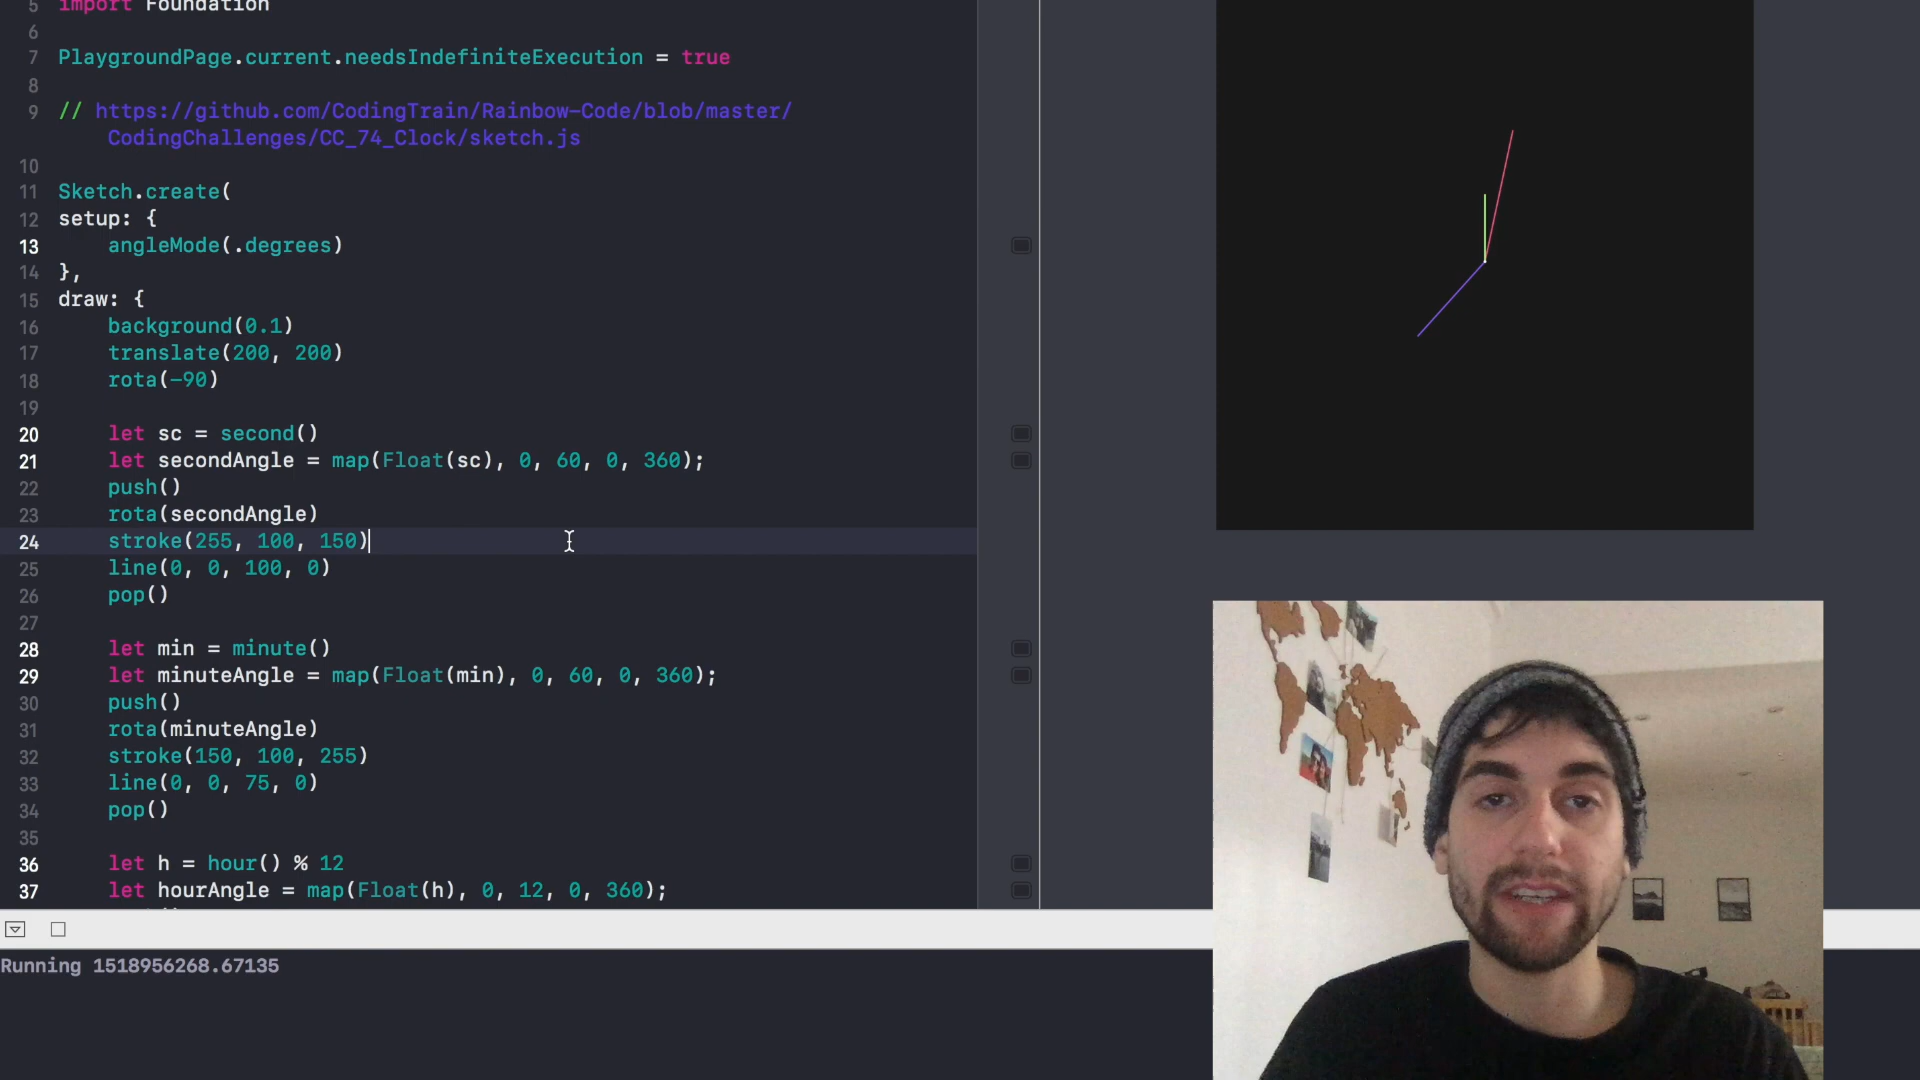 5 import Foundation
6
7 PlaygroundPage.current.needsIndefiniteExecution = true
8
9 // https://github.com/CodingTrain/Rainbow-Code/blob/master/
CodingChallenges/CC_74_Clock/sketch.js
10
11 Sketch.create(
12 setup: {
13 angleMode(.degrees)
14 },
15 draw: {
16 background(0.1)
17 translate(200, 200)
18 rota(-90)
19
20 let sc = second()
21 let secondAngle = map(Float(sc), 0, 60, 0, 360);
22 push()
23 rota(secondAngle)
24 stroke(255, 100, 150)
25 line(0, 0, 100, 0)
26 pop()
27
28 let min = minute()
29 let minuteAngle = map(Float(min), 0, 60, 0, 360);
30 push()
31 rota(minuteAngle)
32 stroke(150, 100, 255)
33 line(0, 0, 75, 0)
34 pop()
35
36 let h = hour() % 12
37 let hourAngle = map(Float(h), 0, 12, 0, 360);
Running 1518956268.67135